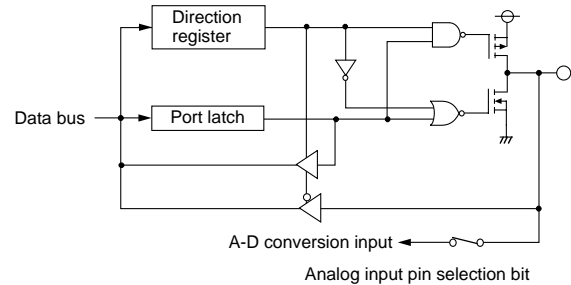 Direction
register
Data bus
Port latch
A-D conversion input
Analog input pin selection bit